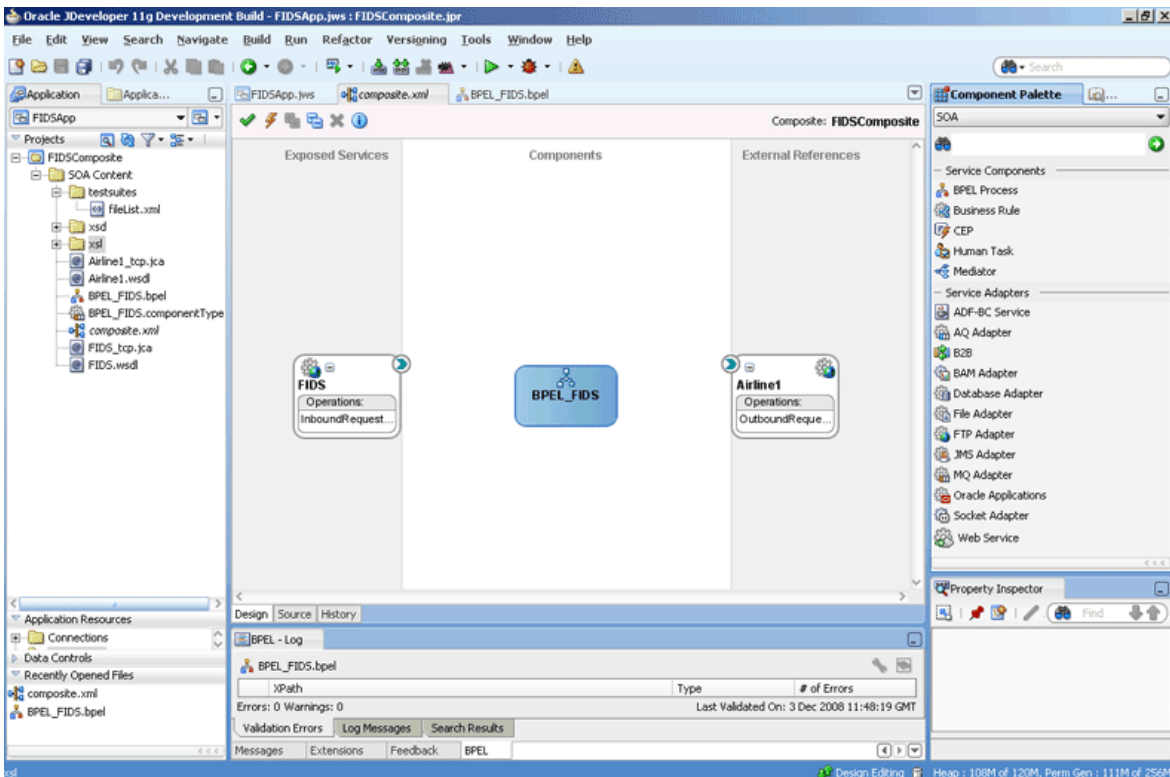 Oracle JDeveloper 11g Development Build - FIDSApp.jws : FIDSComposite.jpr
File Edit View Search Navigate Build Run Refactor Versioning Tools Window Help
Search
Application Applica...
FIDSApp
Projects
FIDSComposite
SOA Content
testsuites
fileList.xml
xsd
xsl
Airline1_tcp.jca
Airline1.wsdl
BPEL_FIDS.bpel
BPEL_FIDS.componentType
composite.xml
FIDS_tcp.jca
FIDS.wsdl
Application Resources
Connections
Data Controls
Recently Opened Files
composite.xml
BPEL_FIDS.bpel
FIDSApp.jws composite.xml BPEL_FIDS.bpel
Composite: FIDSComposite
Exposed Services Components External References
FIDS
Operations:
InboundRequest...
BPEL_FIDS
Airline1
Operations:
OutboundReque...
Design Source History
BPEL - Log
BPEL_FIDS.bpel
XPath Type # of Errors
Errors: 0 Warnings: 0 Last Validated On: 3 Dec 2008 11:48:19 GMT
Validation Errors Log Messages Search Results
Messages Extensions Feedback BPEL
Component Palette
SOA
Service Components
BPEL Process
Business Rule
CEP
Human Task
Mediator
Service Adapters
ADF-BC Service
AQ Adapter
B2B
BAM Adapter
Database Adapter
File Adapter
FTP Adapter
JMS Adapter
MQ Adapter
Oracle Applications
Socket Adapter
Web Service
Property Inspector
Find
xsl Design Editing Heap : 108M of 120M, Perm Gen : 111M of 256M